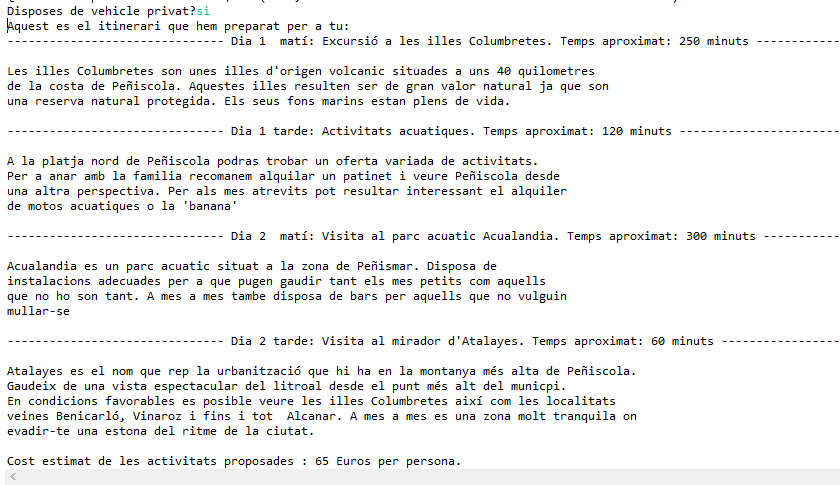 Disposes de vehicle privat?si
Aquest es el itinerari que hem preparat per a tu:
------------------------------- Dia 1  matí: Excursió a les illes Columbretes. Temps aproximat: 250 minuts ------------
Les illes Columbretes son unes illes d'origen volcanic situades a uns 40 quilometres
de la costa de Peñiscola. Aquestes illes resulten ser de gran valor natural ja que son
una reserva natural protegida. Els seus fons marins estan plens de vida.
------------------------------- Dia 1 tarde: Activitats acuatiques. Temps aproximat: 120 minuts -----------------------
A la platja nord de Peñiscola podras trobar un oferta variada de activitats.
Per a anar amb la familia recomanem alquilar un patinet i veure Peñiscola desde
una altra perspectiva. Per als mes atrevits pot resultar interessant el alquiler
de motos acuatiques o la 'banana'
------------------------------- Dia 2  matí: Visita al parc acuatic Acualandia. Temps aproximat: 300 minuts -----------
Acualandia es un parc acuatic situat a la zona de Peñismar. Disposa de
instalacions adecuades per a que pugen gaudir tant els mes petits com aquells
que no ho son tant. A mes a mes tambe disposa de bars per aquells que no vulguin
mullar-se
------------------------------- Dia 2 tarde: Visita al mirador d'Atalayes. Temps aproximat: 60 minuts -----------------
Atalayes es el nom que rep la urbanització que hi ha en la montanya més alta de Peñiscola.
Gaudeix de una vista espectacular del litroal desde el punt més alt del municpi.
En condicions favorables es posible veure les illes Columbretes així com les localitats
veines Benicarló, Vinaroz i fins i tot  Alcanar. A mes a mes es una zona molt tranquila on
evadir-te una estona del ritme de la ciutat.
Cost estimat de les activitats proposades : 65 Euros per persona.